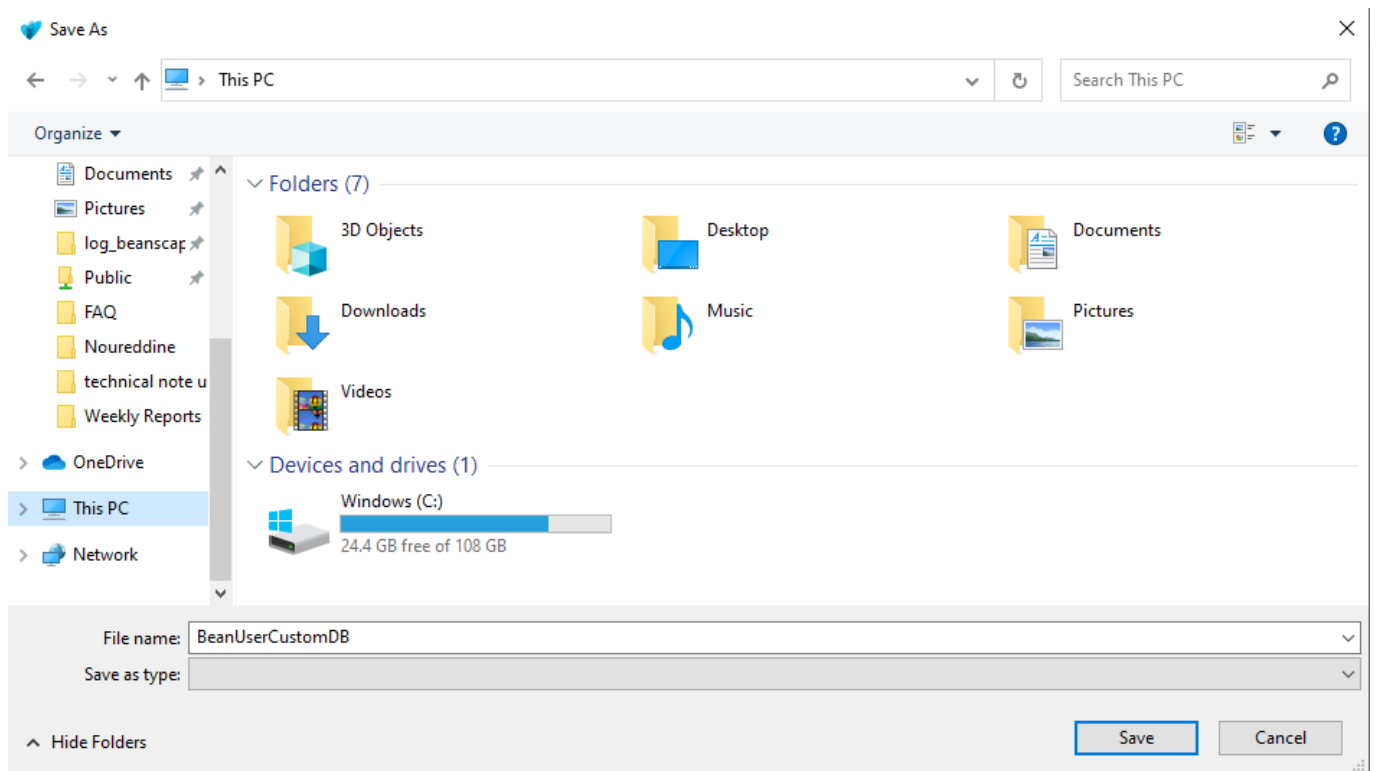 Save As
This PC
Search This PC
Organize
Documents
Pictures
log_beanscap
Public
FAQ
Noureddine
technical note u
Weekly Reports
OneDrive
This PC
Network
Folders (7)
3D Objects
Desktop
Documents
Downloads
Music
Pictures
Videos
Devices and drives (1)
Windows (C:)
24.4 GB free of 108 GB
File name: BeanUserCustomDB
Save as type:
Hide Folders
Save
Cancel